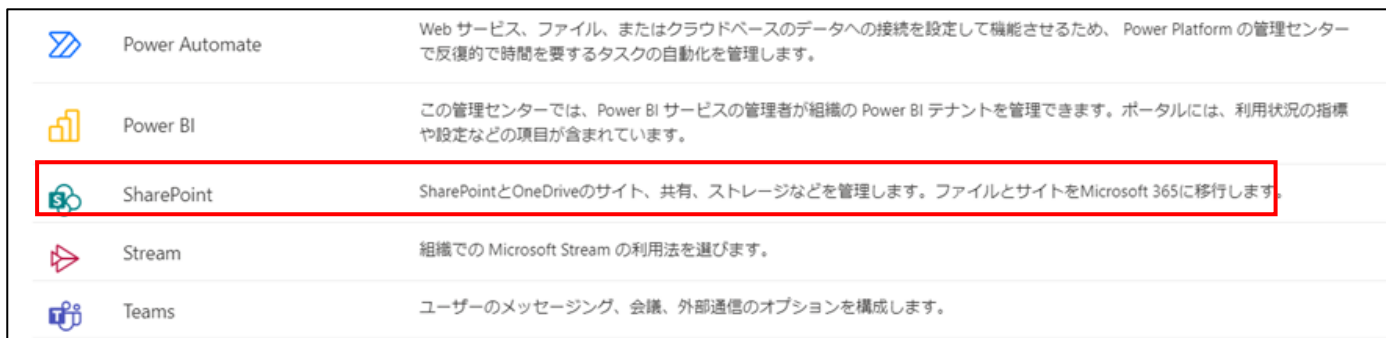 Power Automate
Web サービス、ファイル、またはクラウドベースのデータへの接続を設定して機能させるため、 Power Platform の管理センター
で反復的で時間を要するタスクの自動化を管理します。
Power BI
この管理センターでは、Power BI サービスの管理者が組織の Power BI テナントを管理できます。ポータルには、利用状況の指標
や設定などの項目が含まれています。
SharePoint
SharePointとOneDriveのサイト、共有、ストレージなどを管理します。ファイルとサイトをMicrosoft 365に移行します。
Stream
組織での Microsoft Stream の利用法を選びます。
Teams
ユーザーのメッセージング、会議、外部通信のオプションを構成します。